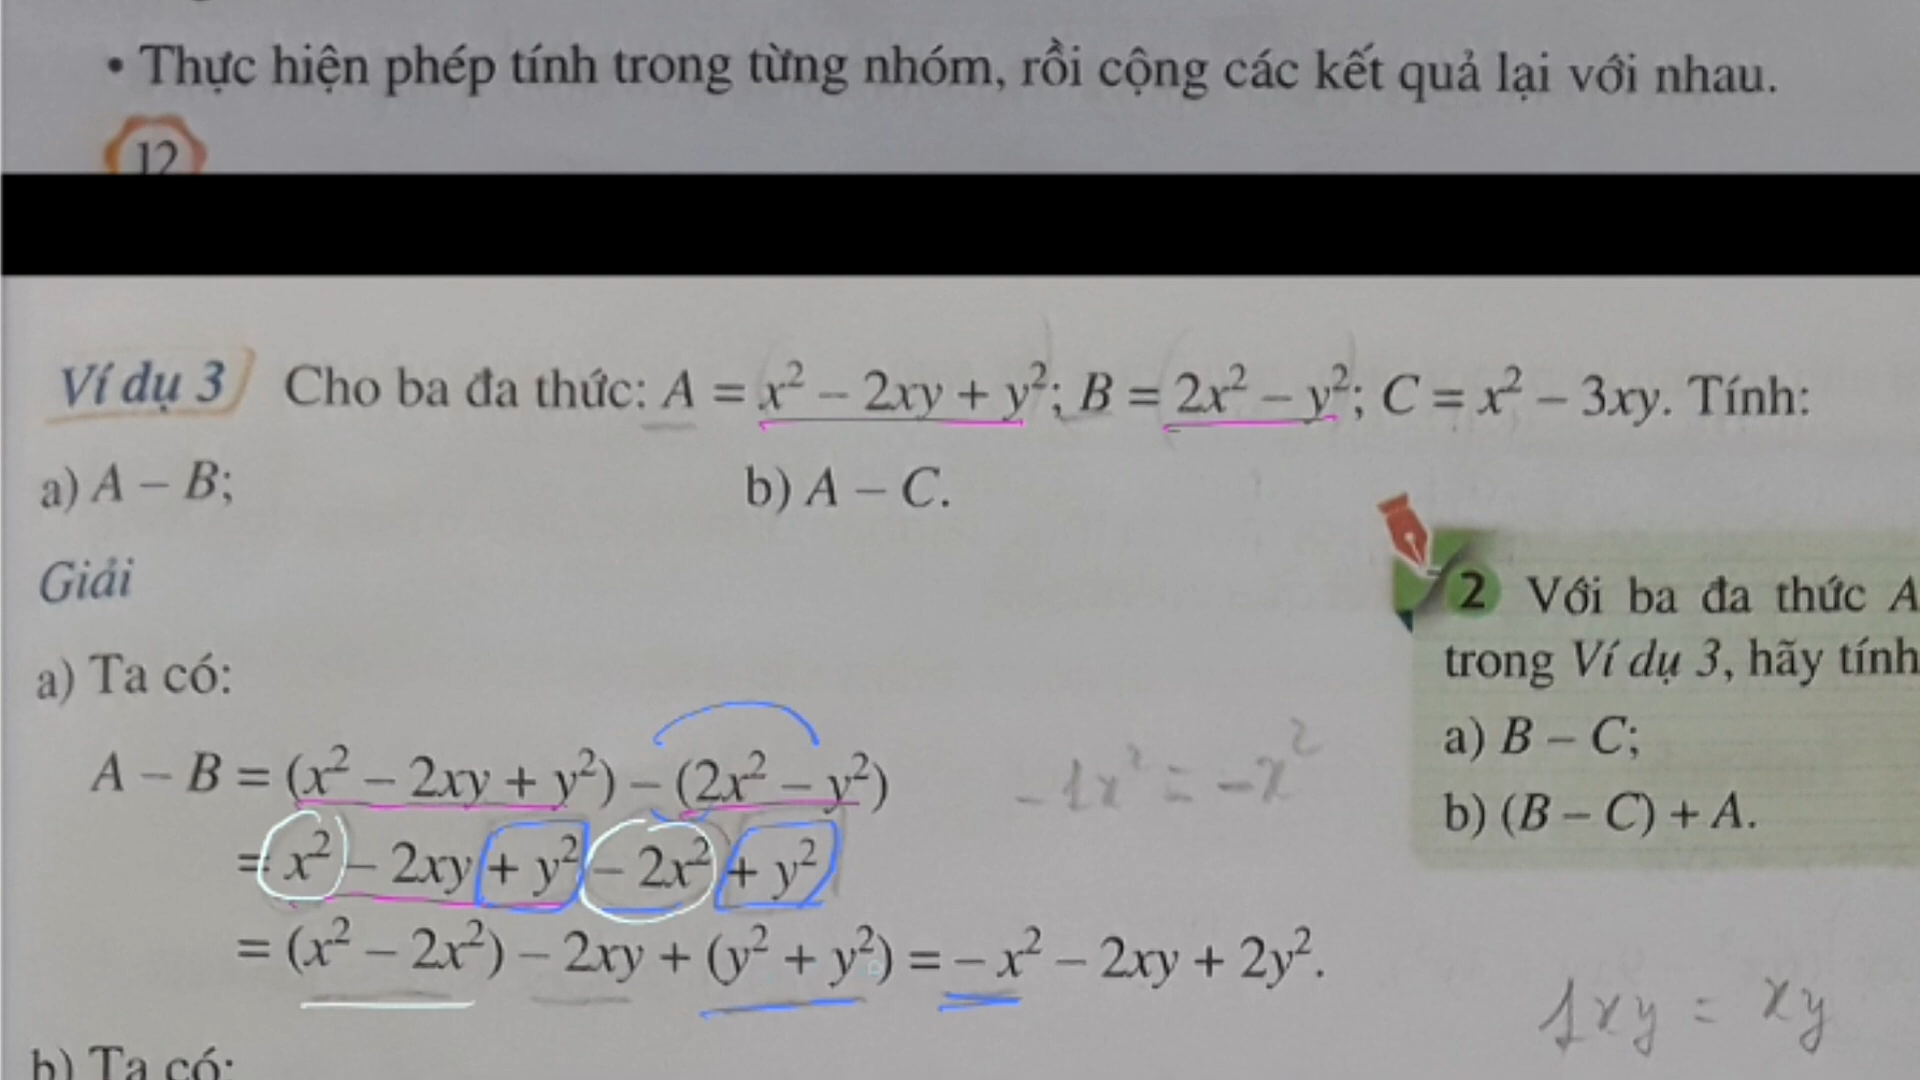 • Thực hiện phép tính trong từng nhóm, rồi cộng các kết quả lại với nhau.
12
Ví dụ 3 Cho ba đa thức: A = x² – 2xy + y²; B = 2x² – y²; C = x² – 3xy. Tính:
a) A – B; b) A – C.
Giải
a) Ta có:
A – B = (x² – 2xy + y²) – (2x² – y²)
= x² – 2xy + y² – 2x² + y²
= (x² – 2x²) – 2xy + (y² + y²) = – x² – 2xy + 2y².
b) Ta có:
- 1x² = -x²
2 Với ba đa thức A
trong Ví dụ 3, hãy tính
a) B – C;
b) (B – C) + A.
1xy = xy